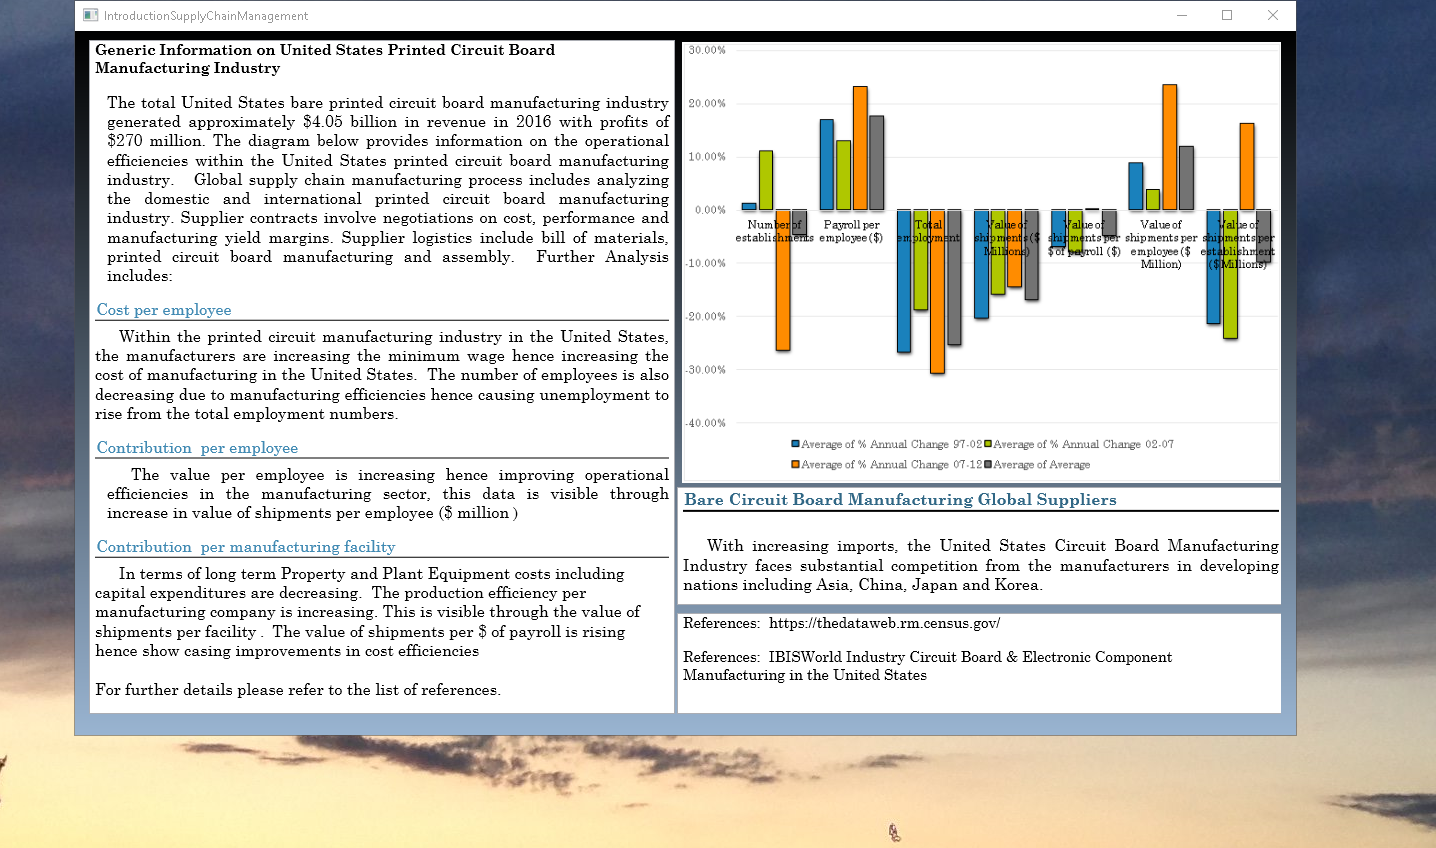 IntroductionSupplyChainManagement
Generic Information on United States Printed Circuit Board
Manufacturing Industry
The total United States bare printed circuit board manufacturing industry
generated approximately $4.05 billion in revenue in 2016 with profits of
$270 million. The diagram below provides information on the operational
efficiencies within the United States printed circuit board manufacturing
industry.   Global supply chain manufacturing process includes analyzing
the domestic and international printed circuit board manufacturing
industry. Supplier contracts involve negotiations on cost, performance and
manufacturing yield margins. Supplier logistics include bill of materials,
printed circuit board manufacturing and assembly.  Further Analysis
includes:
Cost per employee
Within the printed circuit manufacturing industry in the United States,
the manufacturers are increasing the minimum wage hence increasing the
cost of manufacturing in the United States.  The number of employees is also
decreasing due to manufacturing efficiencies hence causing unemployment to
rise from the total employment numbers.
Contribution  per employee
The value per employee is increasing hence improving operational
efficiencies in the manufacturing sector, this data is visible through
increase in value of shipments per employee ($ million )
Contribution  per manufacturing facility
In terms of long term Property and Plant Equipment costs including
capital expenditures are decreasing.  The production efficiency per
manufacturing company is increasing. This is visible through the value of
shipments per facility .  The value of shipments per $ of payroll is rising
hence show casing improvements in cost efficiencies
For further details please refer to the list of references.
30.00%
20.00%
10.00%
0.00%
-10.00%
-20.00%
-30.00%
-40.00%
Number of
establishments
Payroll per
employee ($)
Total
employment
Value of
shipments ($
Millions)
Value of
shipments per
$ of payroll ($)
Value of
shipments per
employee ($
Million)
Value of
shipments per
establishment
($ Millions)
Average of % Annual Change 97-02 Average of % Annual Change 02-07
Average of % Annual Change 07-12 Average of Average
Bare Circuit Board Manufacturing Global Suppliers
With increasing imports, the United States Circuit Board Manufacturing
Industry faces substantial competition from the manufacturers in developing
nations including Asia, China, Japan and Korea.
References:  https://thedataweb.rm.census.gov/
References:  IBISWorld Industry Circuit Board & Electronic Component
Manufacturing in the United States